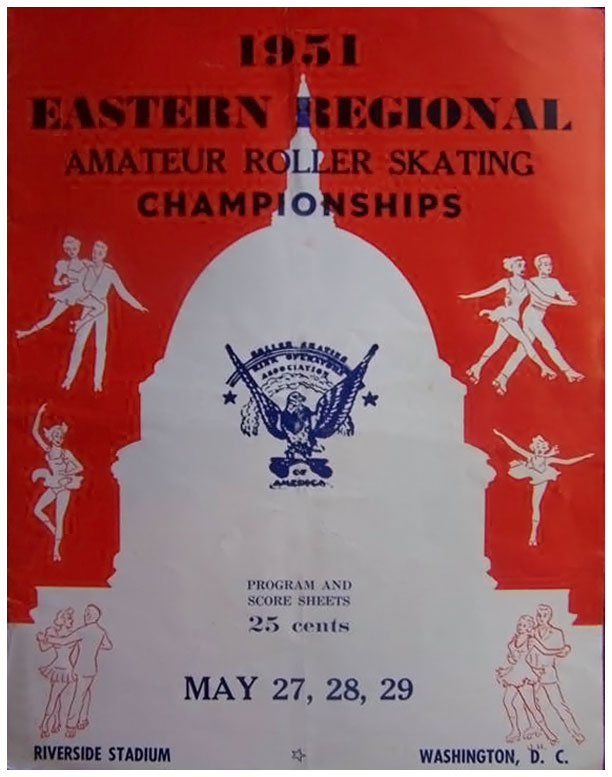 1951
EASTERN REGIONAL
AMATEUR ROLLER SKATING
CHAMPIONSHIPS
ROLLER SKATING
RINK OPERATORS
ASSOCIATION
OF
AMERICA
PROGRAM AND
SCORE SHEETS
25 cents
MAY 27, 28, 29
RIVERSIDE STADIUM
WASHINGTON, D. C.